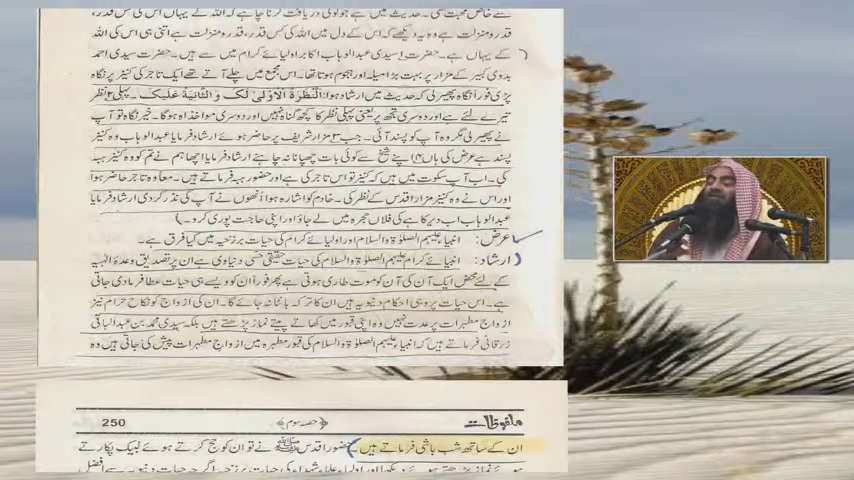 سے خاص محبت سی۔ حدیث میں ہے جو کوئی دریافت کرنا چاہے کہ اللہ کے یہاں اس کی کس قدر،
قدر و منزلت ہے وہ یہ دیکھے کہ اس کے دل میں اللہ کی کس قدر، قدر و منزلت ہے اتنی ہی اس کی اللہ
کے یہاں ہے۔ حضرت سیدی عبدالوہاب اکابر اولیائے کرام میں سے ہیں۔ حضرت سیدی احمد
بدوی کبیر کے مزار پر بہت بڑا میلہ اور ہجوم ہوتا تھا۔ اس مجمع میں چلے آتے تھے ایک تاجر کی کنیز پر نگاہ
پڑی فوراً نگاہ پھیر لی کہ حدیث میں ارشاد ہوا: اَلنَّظْرَةُ الْاُوْلٰى لَكَ وَ الثَّانِيَةُ عَلَيْكَ۔ پہلی نظر
تیرے لئے ہے اور دوسری تجھ پر یعنی پہلی نظر کا کچھ گناہ نہیں اور دوسری کا مواخذہ ہوگا۔ خیر نگاہ تو آپ
نے پھیر لی مگر وہ آپ کو پسند آئی۔ جب مزار شریف پر حاضر ہوئے ارشاد فرمایا عبدالوہاب وہ کنیز
پسند ہے عرض کی ہاں اپنے شیخ سے کوئی بات چھپانا نہ چاہئے ارشاد فرمایا اچھا ہم نے تم کو وہ کنیز ہبہ
کی۔ اب آپ سکوت میں ہیں کہ کنیز تو اس تاجر کی ہے اور حضور ہبہ فرماتے ہیں۔ معاً وہ تاجر حاضر ہوا
اور اس نے وہ کنیز مزار اقدس کے نظر کی۔ خادم کو اشارہ ہوا اُنھوں نے آپ کی نذر کر دی ارشاد فرمایا
عبدالوہاب اب دیر کا ہے کی فلاں حجرہ میں لے جاؤ اور اپنی حاجت پوری کرو۔
عرض: انبیا علیہم الصلوٰۃ والسلام اور اولیائے کرام کی حیات برزخیہ میں کیا فرق ہے۔
ارشاد: انبیائے کرام علیہم الصلوٰۃ والسلام کی حیات حقیقی حسی دنیاوی ہے ان پر تصدیق وعدۂ الٰہیہ
کے لئے محض ایک آن کی آن کو موت طاری ہوتی ہے پھر فوراً ان کو ویسے ہی حیات عطا فرما دی جاتی
ہے۔ اس حیات پر وہی احکام دنیویہ ہیں ان کا ترکہ بانٹا نہ جائے گا۔ ان کی ازواج کو نکاح حرام نیز
ازواج مطہرات پر عدت نہیں وہ اپنی قبور میں کھاتے پیتے نماز پڑھتے ہیں بلکہ سیدی محمد بن عبدالباقی
زرقانی فرماتے ہیں کہ انبیاء علیہم الصلوٰۃ والسلام کی قبور مطہرہ میں ازواج مطہرات پیش کی جاتی ہیں وہ
ملفوظات ﴿حصہ سوم﴾ 250
ان کے ساتھ شب باشی فرماتے ہیں۔ حضور اقدس ﷺ نے تو ان کو حج کرتے ہوئے لبیک پکارتے